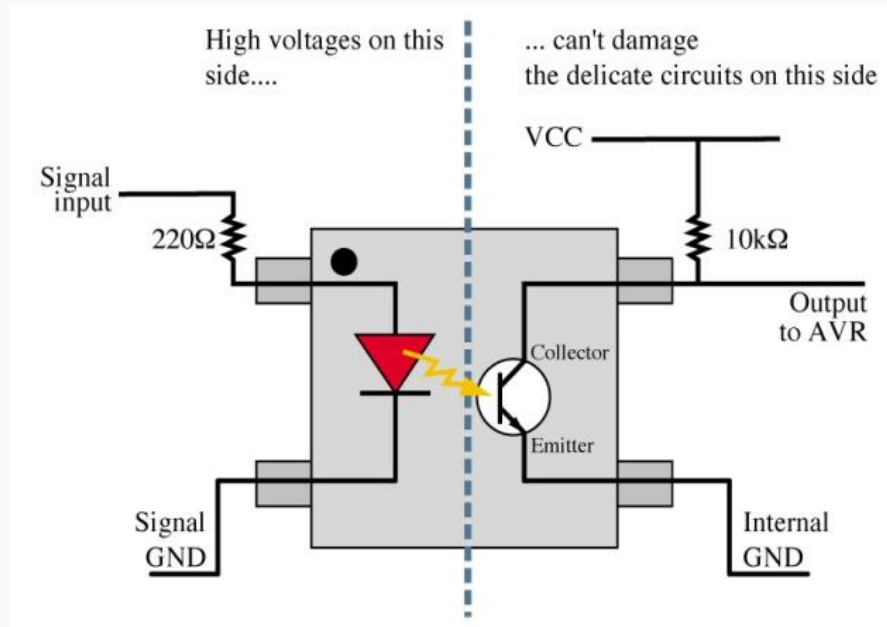 High voltages on this
side....
... can't damage
the delicate circuits on this side
VCC
Signal
input
220Ω
10kΩ
Output
to AVR
Collector
Emitter
Signal
GND
Internal
GND